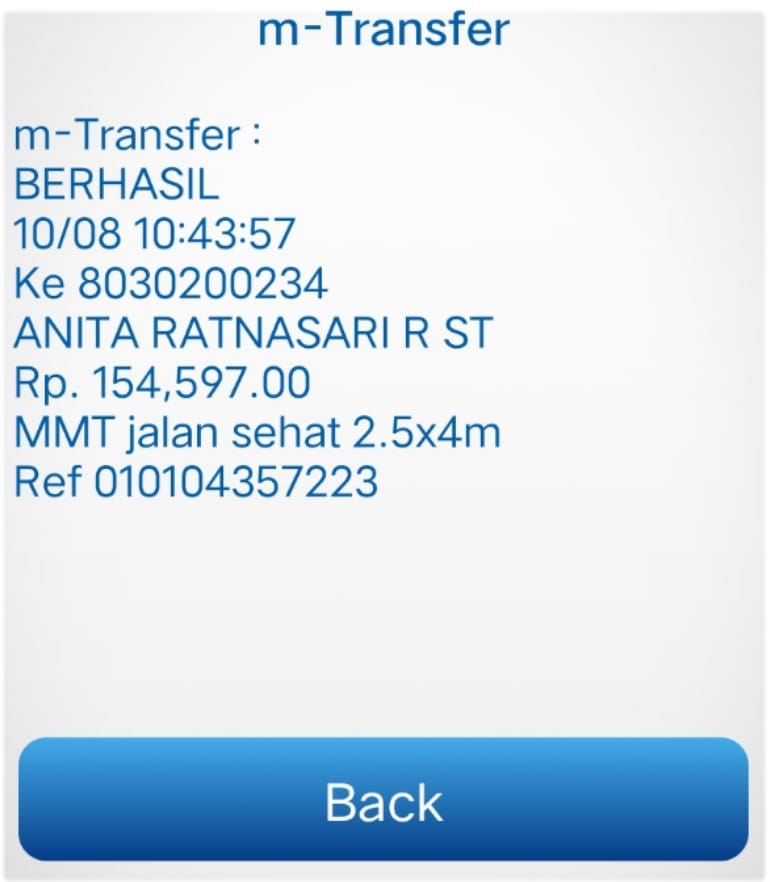 m-Transfer
m-Transfer :
BERHASIL
10/08 10:43:57
Ke 8030200234
ANITA RATNASARI R ST
Rp. 154,597.00
MMT jalan sehat 2.5x4m
Ref 010104357223
Back